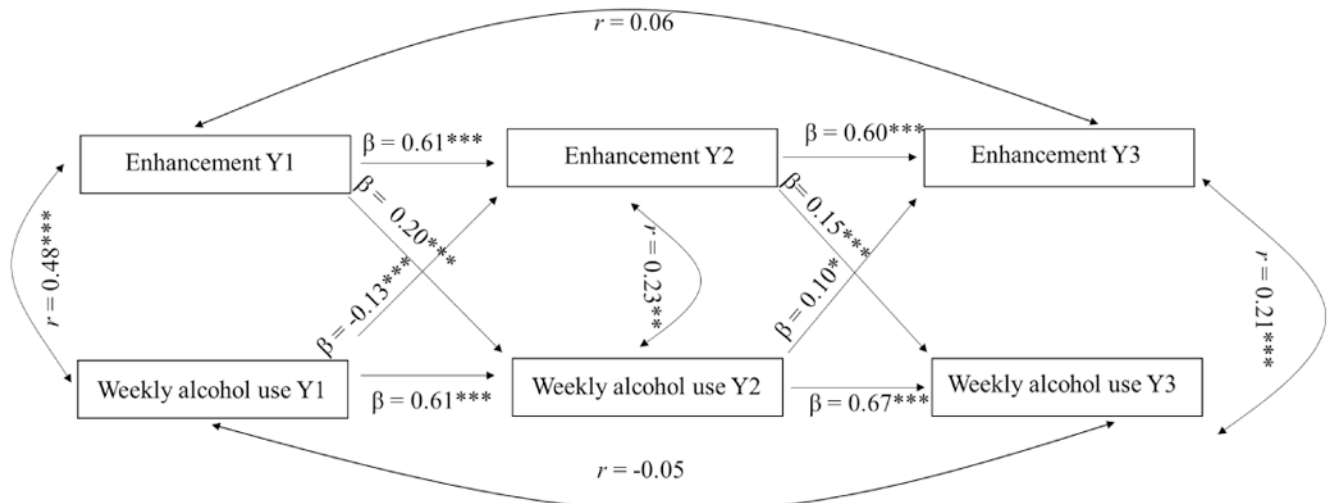 r = 0.06
Enhancement Y1
β = 0.61***
Enhancement Y2
β = 0.60***
Enhancement Y3
r = 0.48***
β = 0.20***
β = -0.13***
r = 0.23**
β = 0.15***
β = 0.10*
r = 0.21***
Weekly alcohol use Y1
β = 0.61***
Weekly alcohol use Y2
β = 0.67***
Weekly alcohol use Y3
r = -0.05